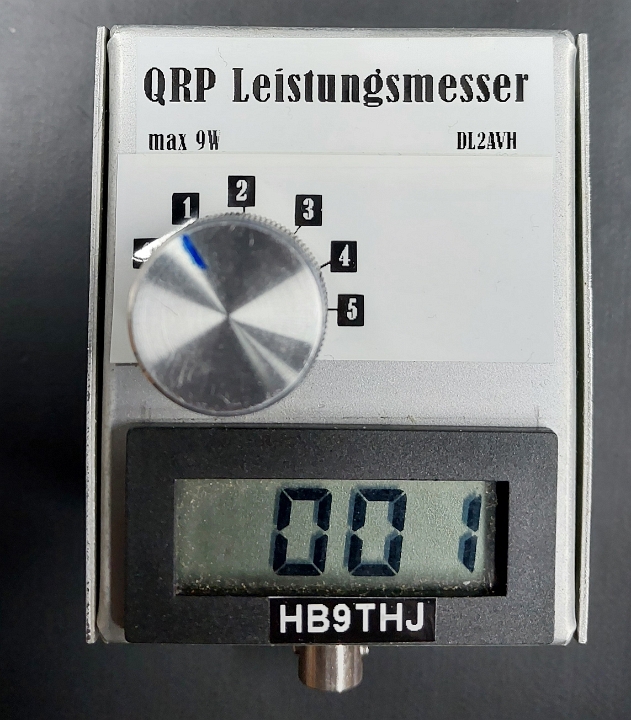 QRP Leistungsmesser
max 9W DL2AVH
1 2 3 4 5
001
HB9THJ